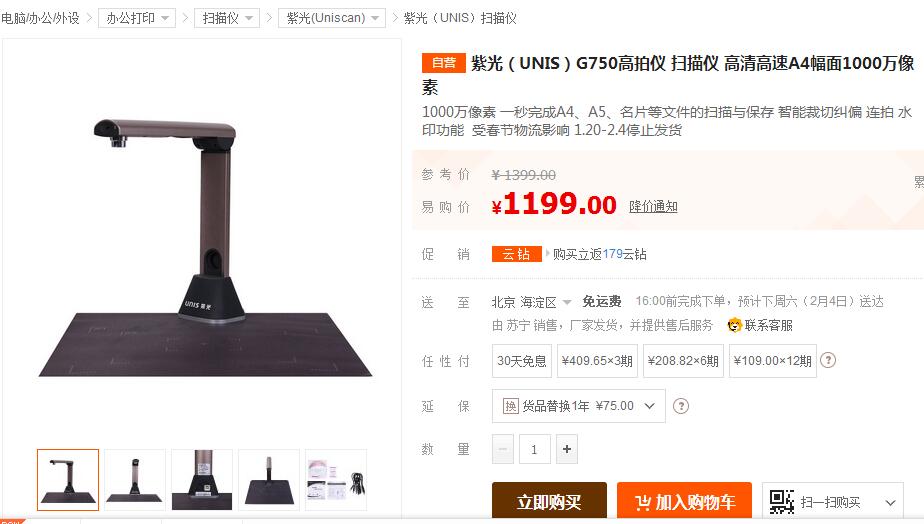 电脑/办公/外设 > 办公打印 > 扫描仪 > 紫光(Uniscan) > 紫光（UNIS）扫描仪
自营 紫光（UNIS）G750高拍仪 扫描仪 高清高速A4幅面1000万像
素
1000万像素 一秒完成A4、A5、名片等文件的扫描与保存 智能裁切纠偏 连拍 水
印功能 受春节物流影响 1.20-2.4停止发货
参考价 ¥ 1399.00
累
易购价 ¥1199.00 降价通知
促销 云钻 购买立返179云钻
送至 北京 海淀区 免运费 16:00前完成下单，预计下周六（2月4日）送达
由 苏宁 销售，厂家发货，并提供售后服务 联系客服
任性付 30天免息 ¥409.65×3期 ¥208.82×6期 ¥109.00×12期 ?
延保 换 货品替换1年 ¥75.00 ?
数量 − 1 +
UNIS 紫光
立即购买 加入购物车 扫一扫购买